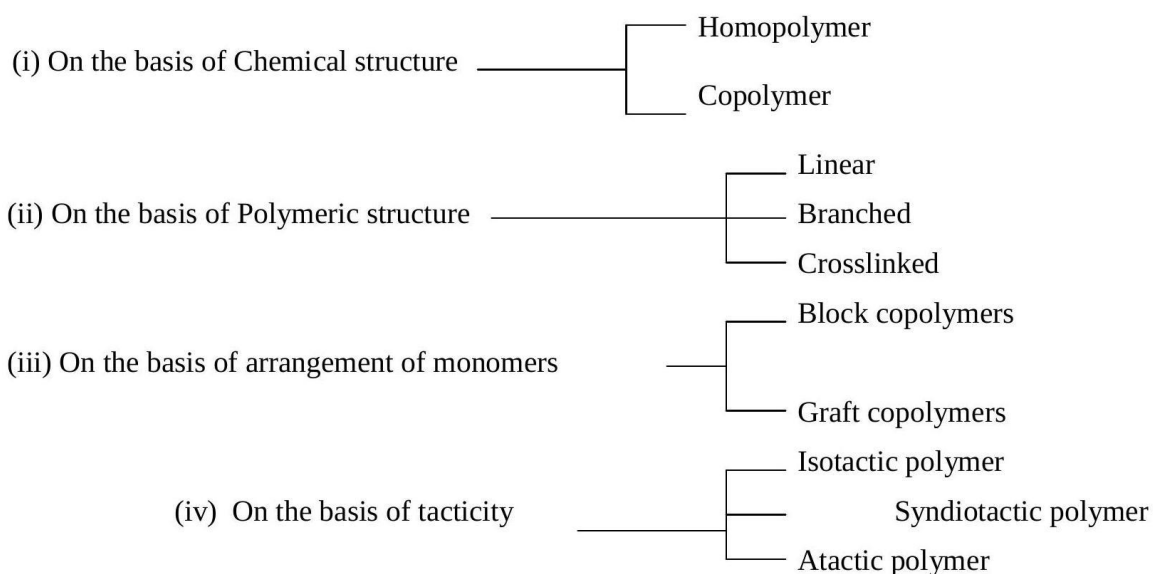 Homopolymer
(i) On the basis of Chemical structure
Copolymer
Linear
(ii) On the basis of Polymeric structure
Branched
Crosslinked
Block copolymers
(iii) On the basis of arrangement of monomers
Graft copolymers
Isotactic polymer
(iv) On the basis of tacticity
Syndiotactic polymer
Atactic polymer